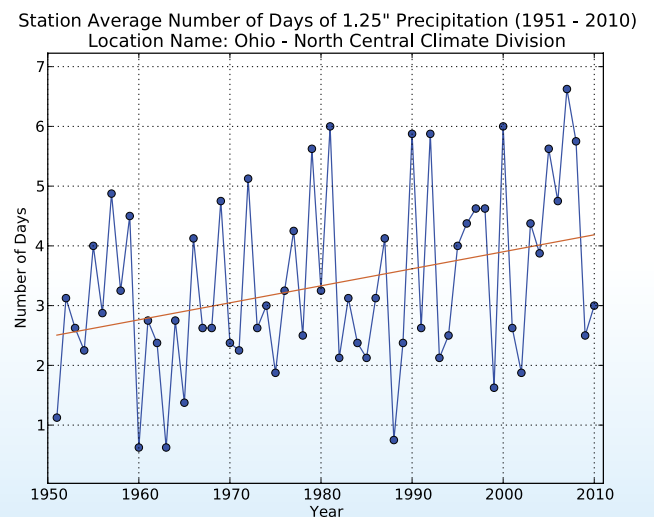 Station Average Number of Days of 1.25" Precipitation (1951 - 2010)
Location Name: Ohio - North Central Climate Division
7
6
5
4
3
2
1
Number of Days
1950 1960 1970 1980 1990 2000 2010
Year